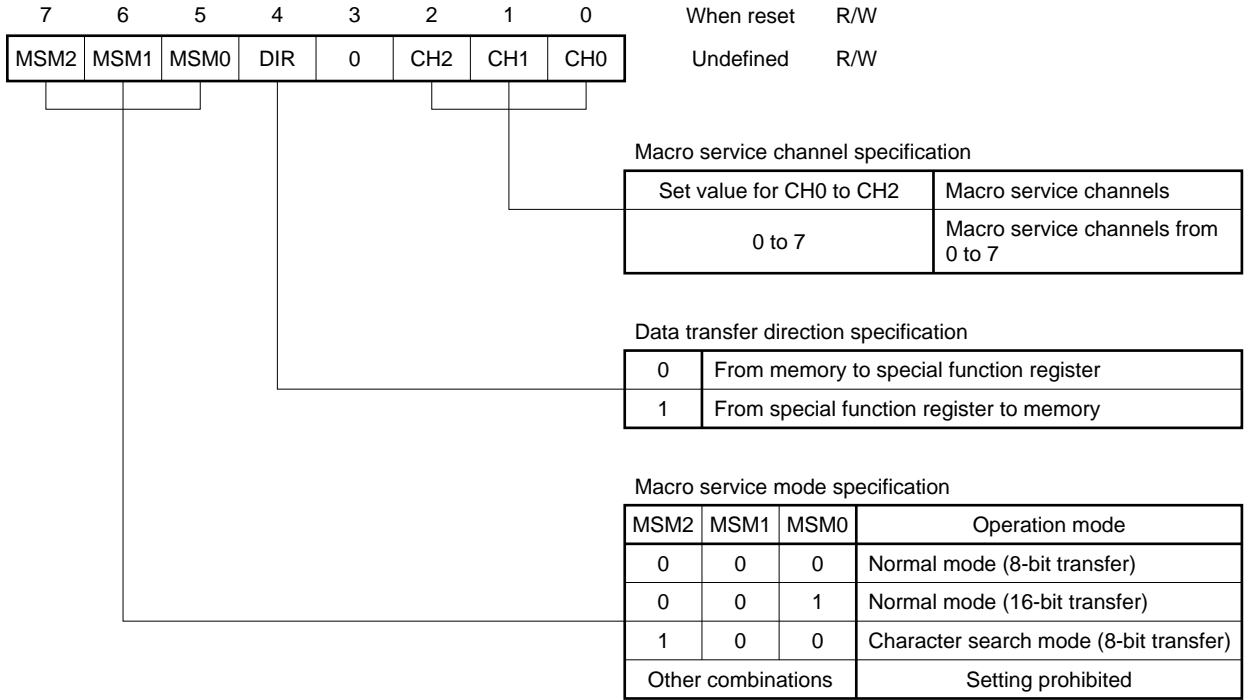 7 6 5 4 3 2 1 0 When reset R/W
MSM2 MSM1 MSM0 DIR 0 CH2 CH1 CH0 Undefined R/W
Macro service channel specification
Set value for CH0 to CH2 Macro service channels
0 to 7 Macro service channels from
0 to 7
Data transfer direction specification
0 From memory to special function register
1 From special function register to memory
Macro service mode specification
MSM2 MSM1 MSM0 Operation mode
0 0 0 Normal mode (8-bit transfer)
0 0 1 Normal mode (16-bit transfer)
1 0 0 Character search mode (8-bit transfer)
Other combinations Setting prohibited